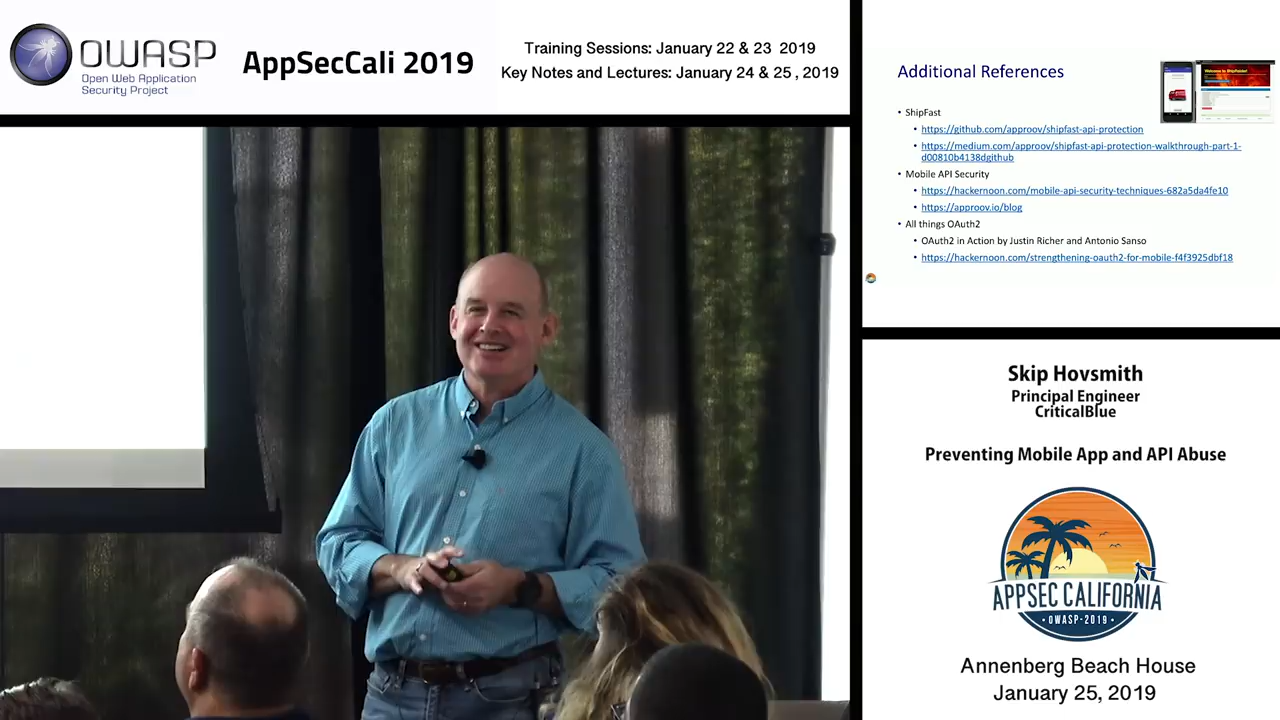 OWASP
Open Web Application
Security Project
AppSecCali 2019
Training Sessions: January 22 & 23 2019
Key Notes and Lectures: January 24 & 25 , 2019
Additional References
• ShipFast
• https://github.com/approov/shipfast-api-protection
• https://medium.com/approov/shipfast-api-protection-walkthrough-part-1-
d00810b4138dgithub
• Mobile API Security
• https://hackernoon.com/mobile-api-security-techniques-682a5da4fe10
• https://approov.io/blog
• All things OAuth2
• OAuth2 in Action by Justin Richer and Antonio Sanso
• https://hackernoon.com/strengthening-oauth2-for-mobile-f4f3925dbf18
Skip Hovsmith
Principal Engineer
CriticalBlue
Preventing Mobile App and API Abuse
APPSEC CALIFORNIA
• OWASP-2019 •
Annenberg Beach House
January 25, 2019